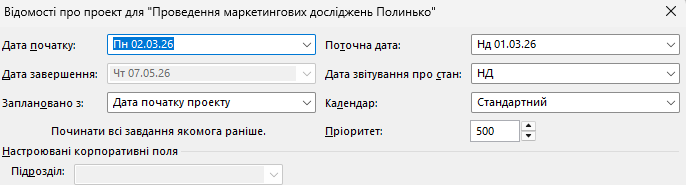 Відомості про проект для "Проведення маркетингових досліджень Полинько"
Дата початку: Пн 02.03.26 Поточна дата: Нд 01.03.26
Дата завершення: Чт 07.05.26 Дата звітування про стан: НД
Заплановано з: Дата початку проекту Календар: Стандартний
Починати всі завдання якомога раніше. Пріоритет: 500
Настроювані корпоративні поля
Підрозділ: